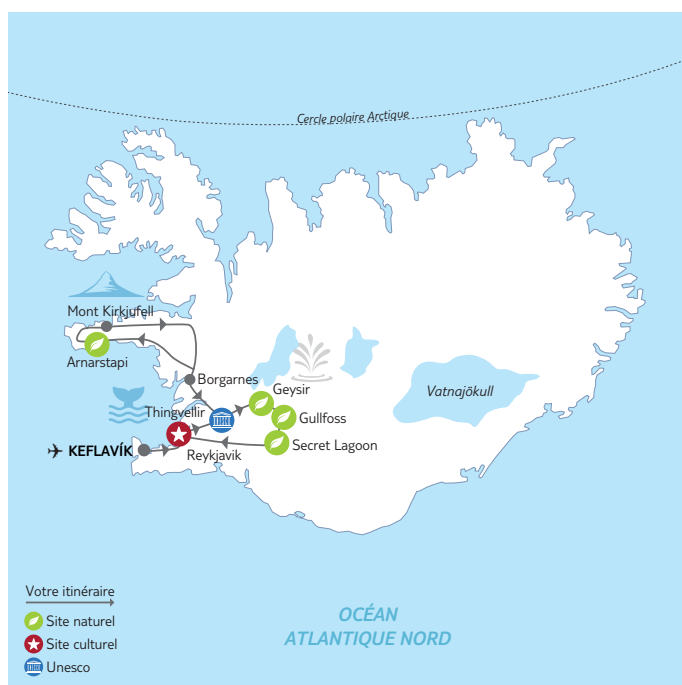 Cercle polaire Arctique
Mont Kirkjufell
Arnarstapi
Borgarnes
Geysir
Vatnajökull
Thingvellir
Gullfoss
Secret Lagoon
KEFLAVÍK
Reykjavik
Votre itinéraire
Site naturel
Site culturel
Unesco
OCÉAN
ATLANTIQUE NORD